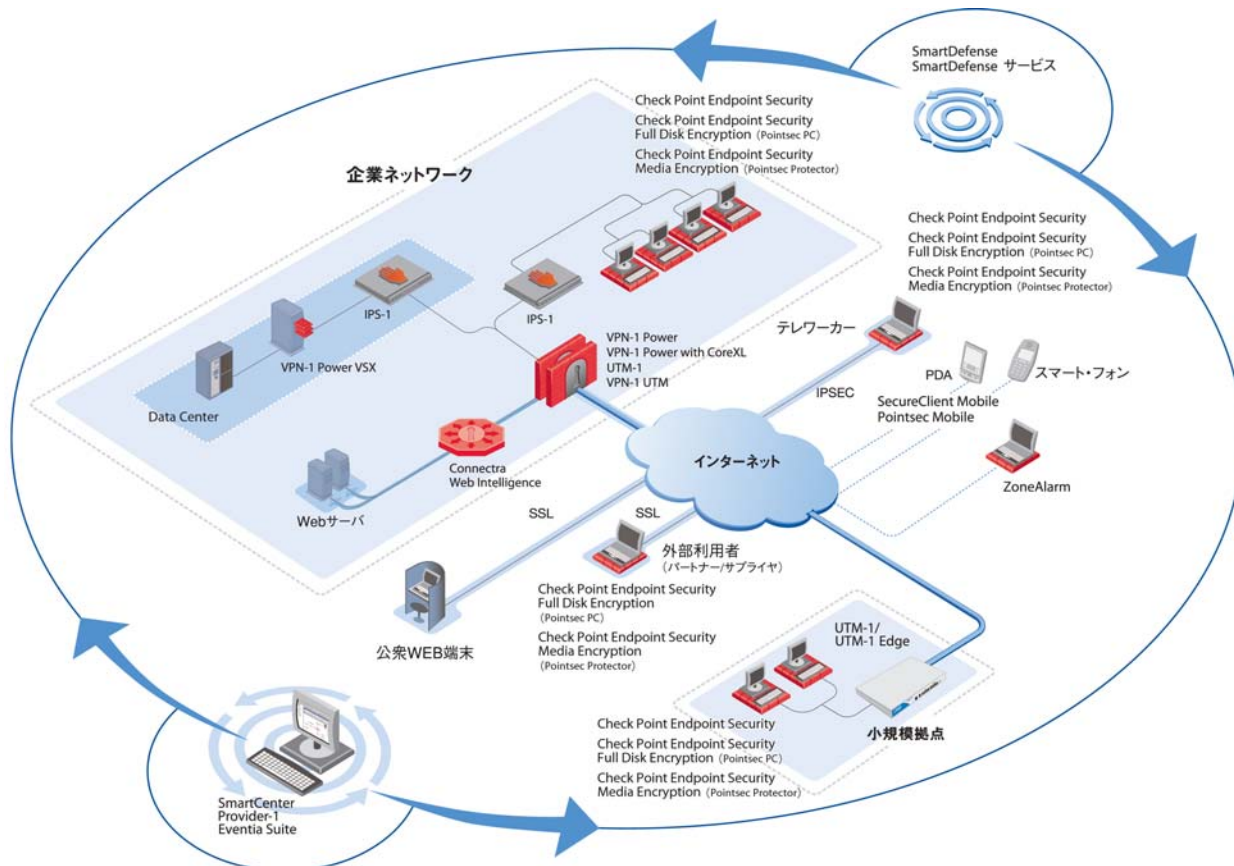 SmartDefense
SmartDefense サービス
Check Point Endpoint Security
Check Point Endpoint Security
Full Disk Encryption (Pointsec PC)
Check Point Endpoint Security
Media Encryption (Pointsec Protector)
企業ネットワーク
IPS-1
IPS-1
VPN-1 Power VSX
Data Center
VPN-1 Power
VPN-1 Power with CoreXL
UTM-1
VPN-1 UTM
Connectra
Web Intelligence
Webサーバ
Check Point Endpoint Security
Check Point Endpoint Security
Full Disk Encryption (Pointsec PC)
Check Point Endpoint Security
Media Encryption (Pointsec Protector)
テレワーカー
IPSEC
PDA
スマート・フォン
SecureClient Mobile
Pointsec Mobile
インターネット
ZoneAlarm
SSL
SSL
外部利用者
(パートナー/サプライヤ)
Check Point Endpoint Security
Full Disk Encryption
(Pointsec PC)
Check Point Endpoint Security
Media Encryption
(Pointsec Protector)
公衆WEB端末
UTM-1/
UTM-1 Edge
小規模拠点
Check Point Endpoint Security
Check Point Endpoint Security
Full Disk Encryption (Pointsec PC)
Check Point Endpoint Security
Media Encryption (Pointsec Protector)
SmartCenter
Provider-1
Eventia Suite